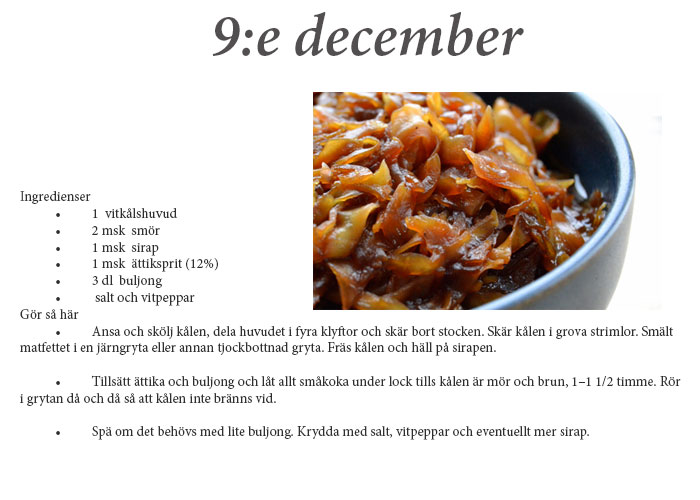 9:e december
Ingredienser
• 1 vitkålshuvud
• 2 msk smör
• 1 msk sirap
• 1 msk ättiksprit (12%)
• 3 dl buljong
• salt och vitpeppar
Gör så här
• Ansa och skölj kålen, dela huvudet i fyra klyftor och skär bort stocken. Skär kålen i grova strimlor. Smält
matfettet i en järngryta eller annan tjockbottnad gryta. Fräs kålen och häll på sirapen.
• Tillsätt ättika och buljong och låt allt småkoka under lock tills kålen är mör och brun, 1–1 1/2 timme. Rör
i grytan då och då så att kålen inte bränns vid.
• Spä om det behövs med lite buljong. Krydda med salt, vitpeppar och eventuellt mer sirap.